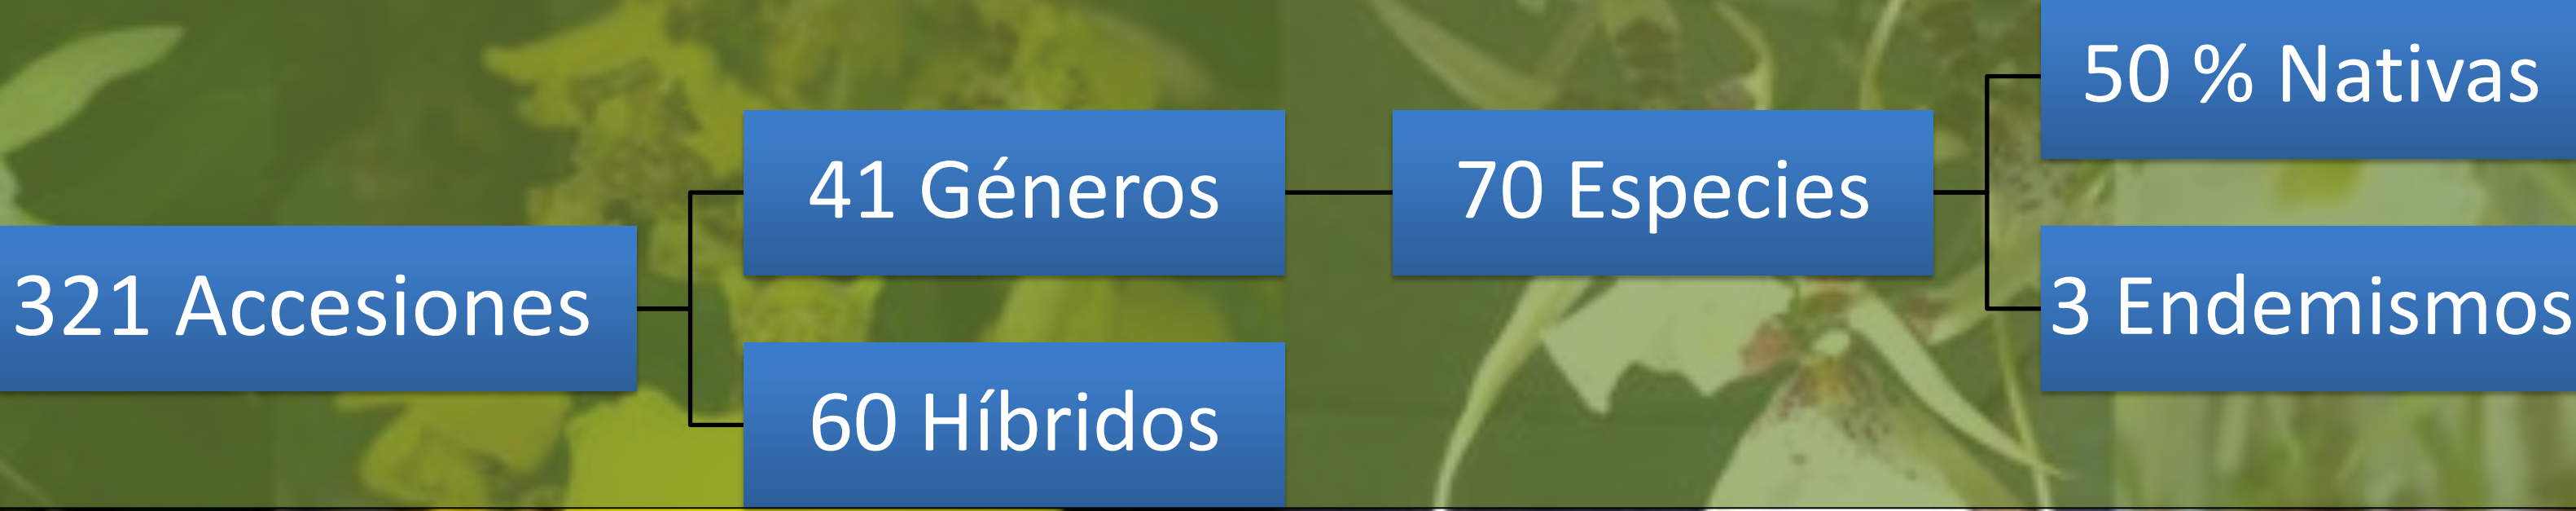 321 Accesiones
41 Géneros
60 Híbridos
70 Especies
50 % Nativas
3 Endemismos